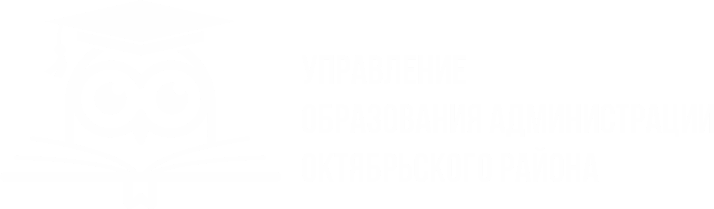 УПРАВЛЕНИЕ
ОБРАЗОВАНИЯ АДМИНИСТРАЦИИ
ОКТЯБРЬСКОГО РАЙОНА